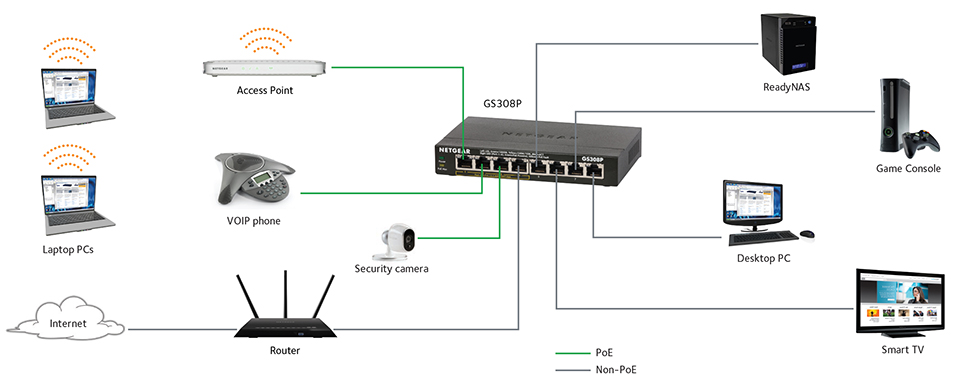 ReadyNAS
Access Point
GS308P
NETGEAR
NETGEAR
GS308P
Game Console
VOIP phone
Laptop PCs
Desktop PC
Security camera
Internet
Router
Smart TV
PoE
Non-PoE